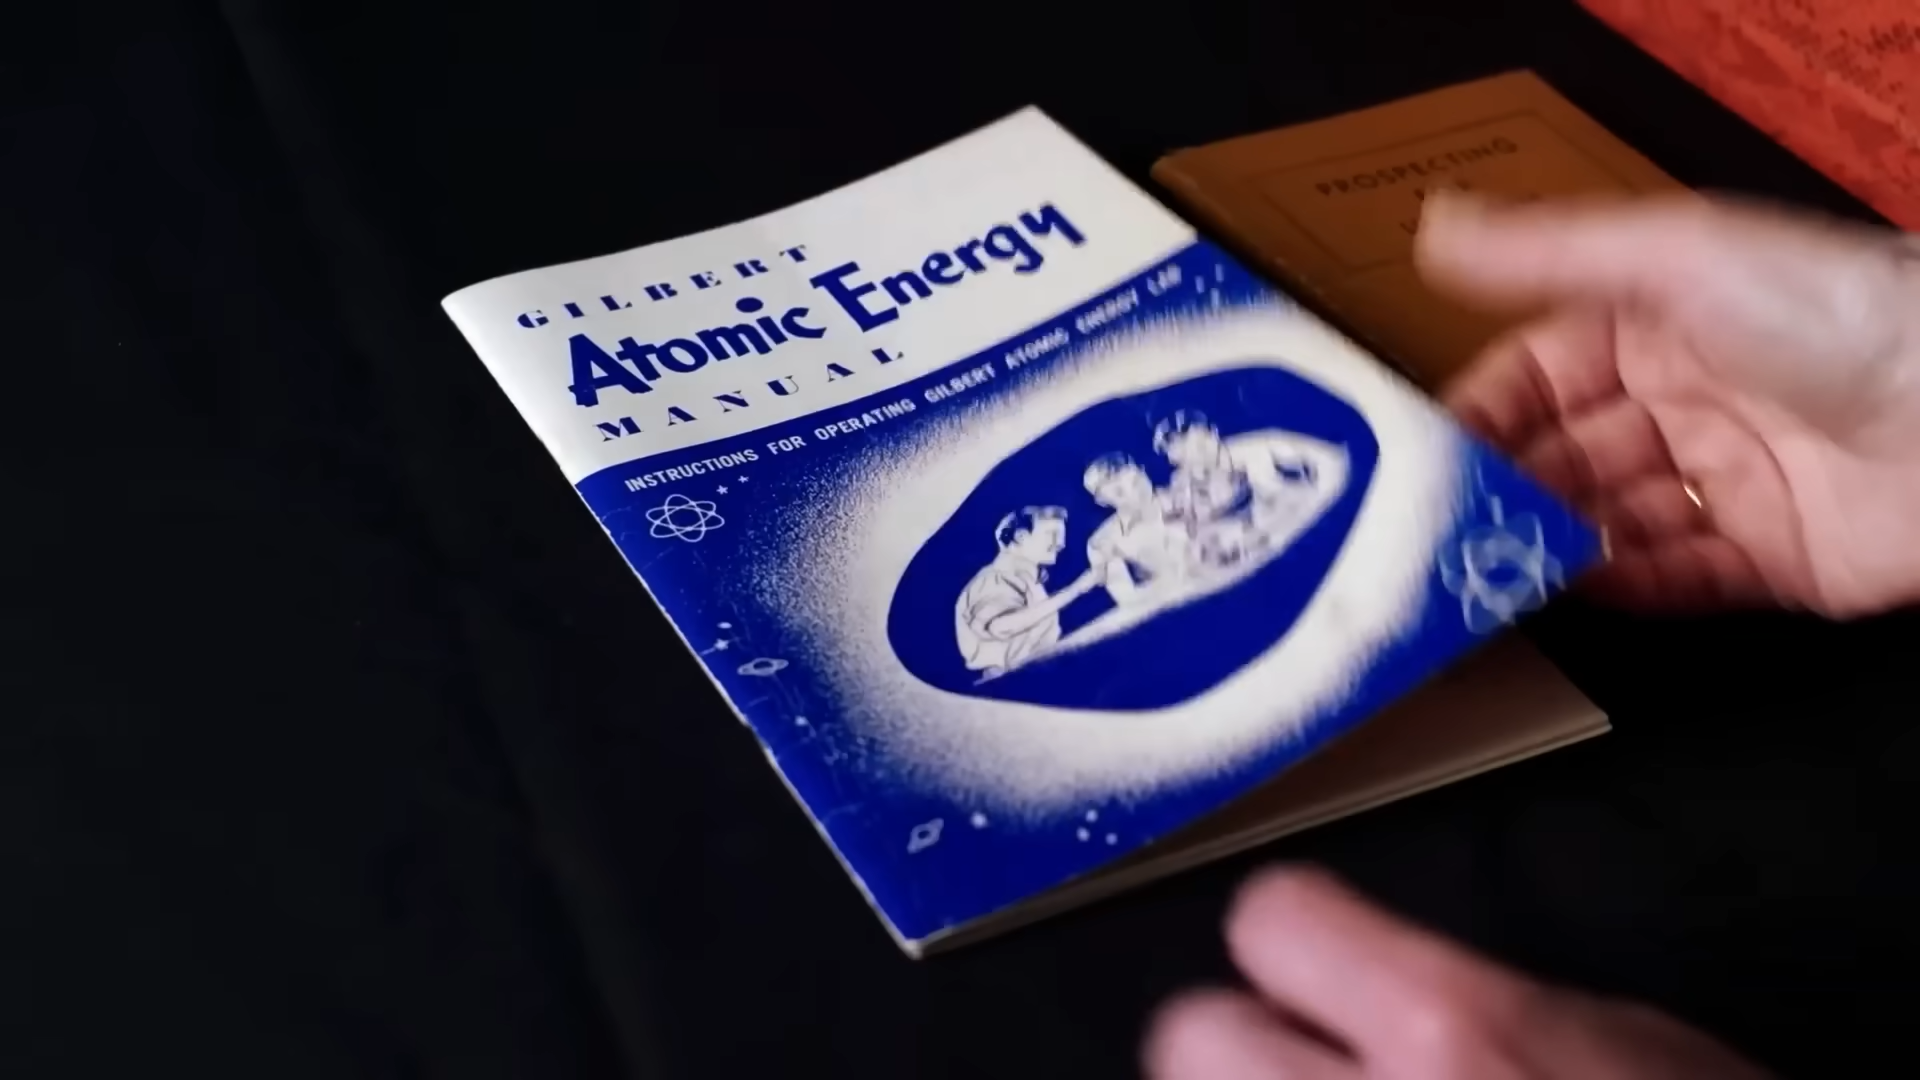 GILBERT
Atomic Energy
MANUAL
INSTRUCTIONS FOR OPERATING GILBERT ATOMIC ENERGY LAB
PROSPECTING